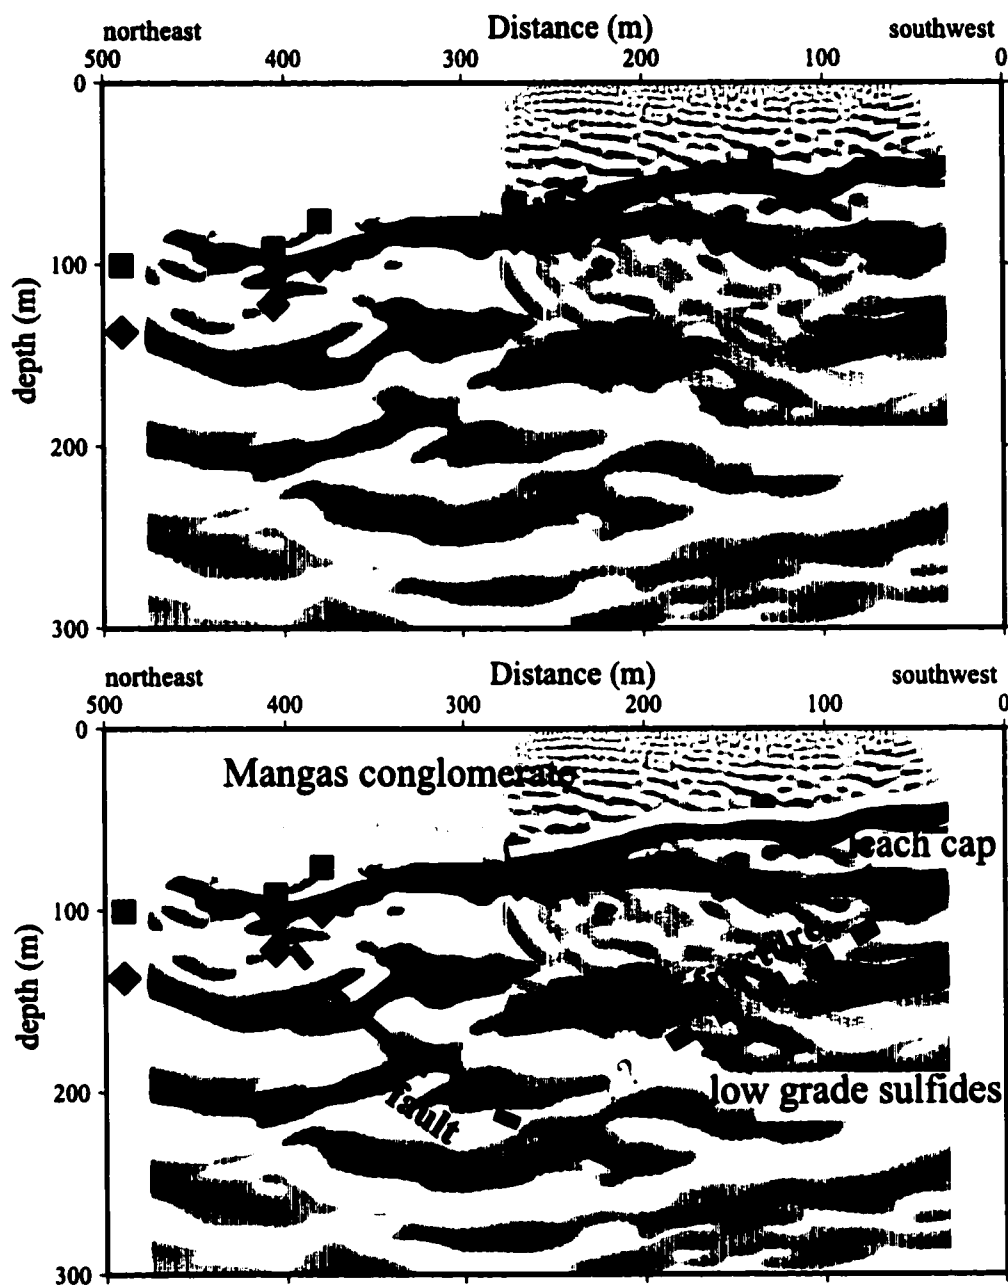 Distance (m)
northeast southwest
500 400 300 200 100 0
0
100
200
300
depth (m)
Distance (m)
northeast southwest
500 400 300 200 100 0
0
100
200
300
depth (m)
Mangas conglomerate
each cap
?
low grade sulfides
fault